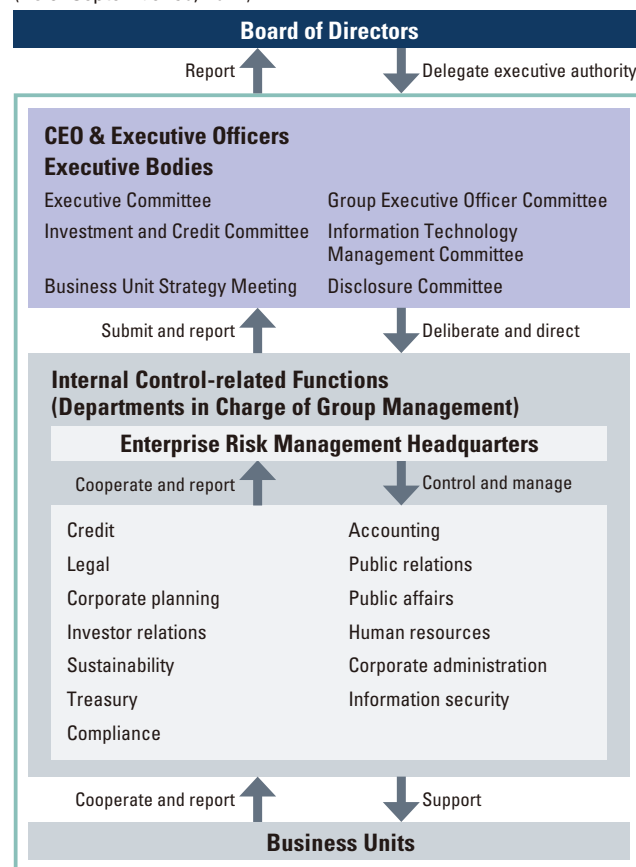 Board of Directors
Report
Delegate executive authority
CEO & Executive Officers
Executive Bodies
Executive Committee
Group Executive Officer Committee
Investment and Credit Committee
Information Technology
Management Committee
Business Unit Strategy Meeting
Disclosure Committee
Submit and report
Deliberate and direct
Internal Control-related Functions
(Departments in Charge of Group Management)
Enterprise Risk Management Headquarters
Cooperate and report
Control and manage
Credit
Legal
Corporate planning
Investor relations
Sustainability
Treasury
Compliance
Accounting
Public relations
Public affairs
Human resources
Corporate administration
Information security
Cooperate and report
Support
Business Units